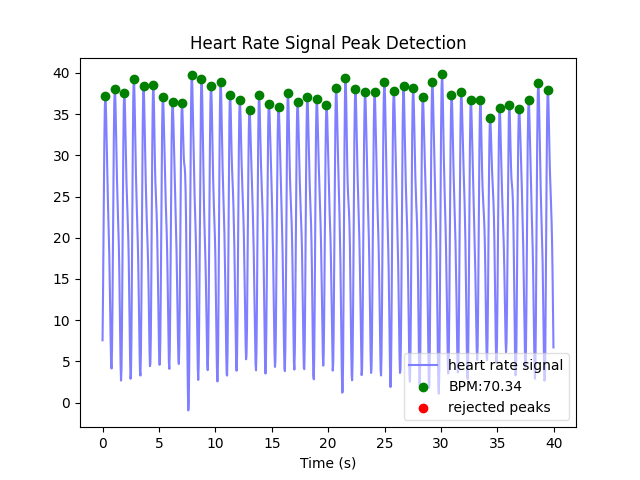 Heart Rate Signal Peak Detection
40
35
30
25
20
15
10
5
0
heart rate signal
BPM:70.34
rejected peaks
0 5 10 15 20 25 30 35 40
Time (s)